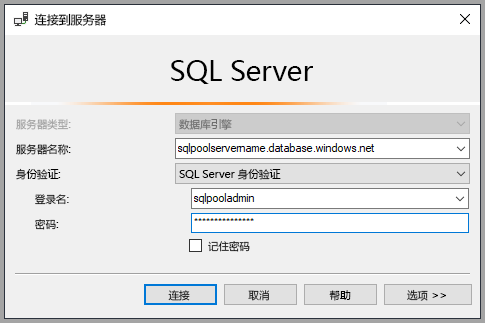 连接到服务器
SQL Server
服务器类型: 数据库引擎
服务器名称: sqlpoolservername.database.windows.net
身份验证: SQL Server 身份验证
登录名: sqlpooladmin
密码: ***************
记住密码
连接 取消 帮助 选项 >>